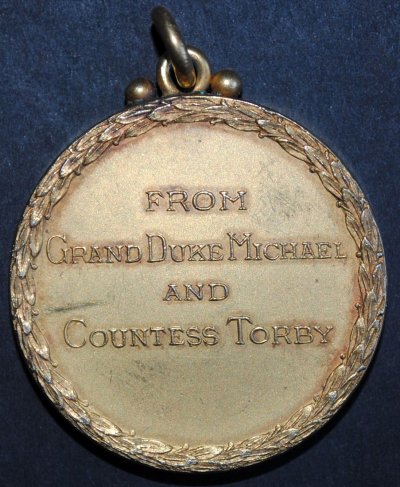 FROM
GRAND DUKE MICHAEL
AND
COUNTESS TORBY